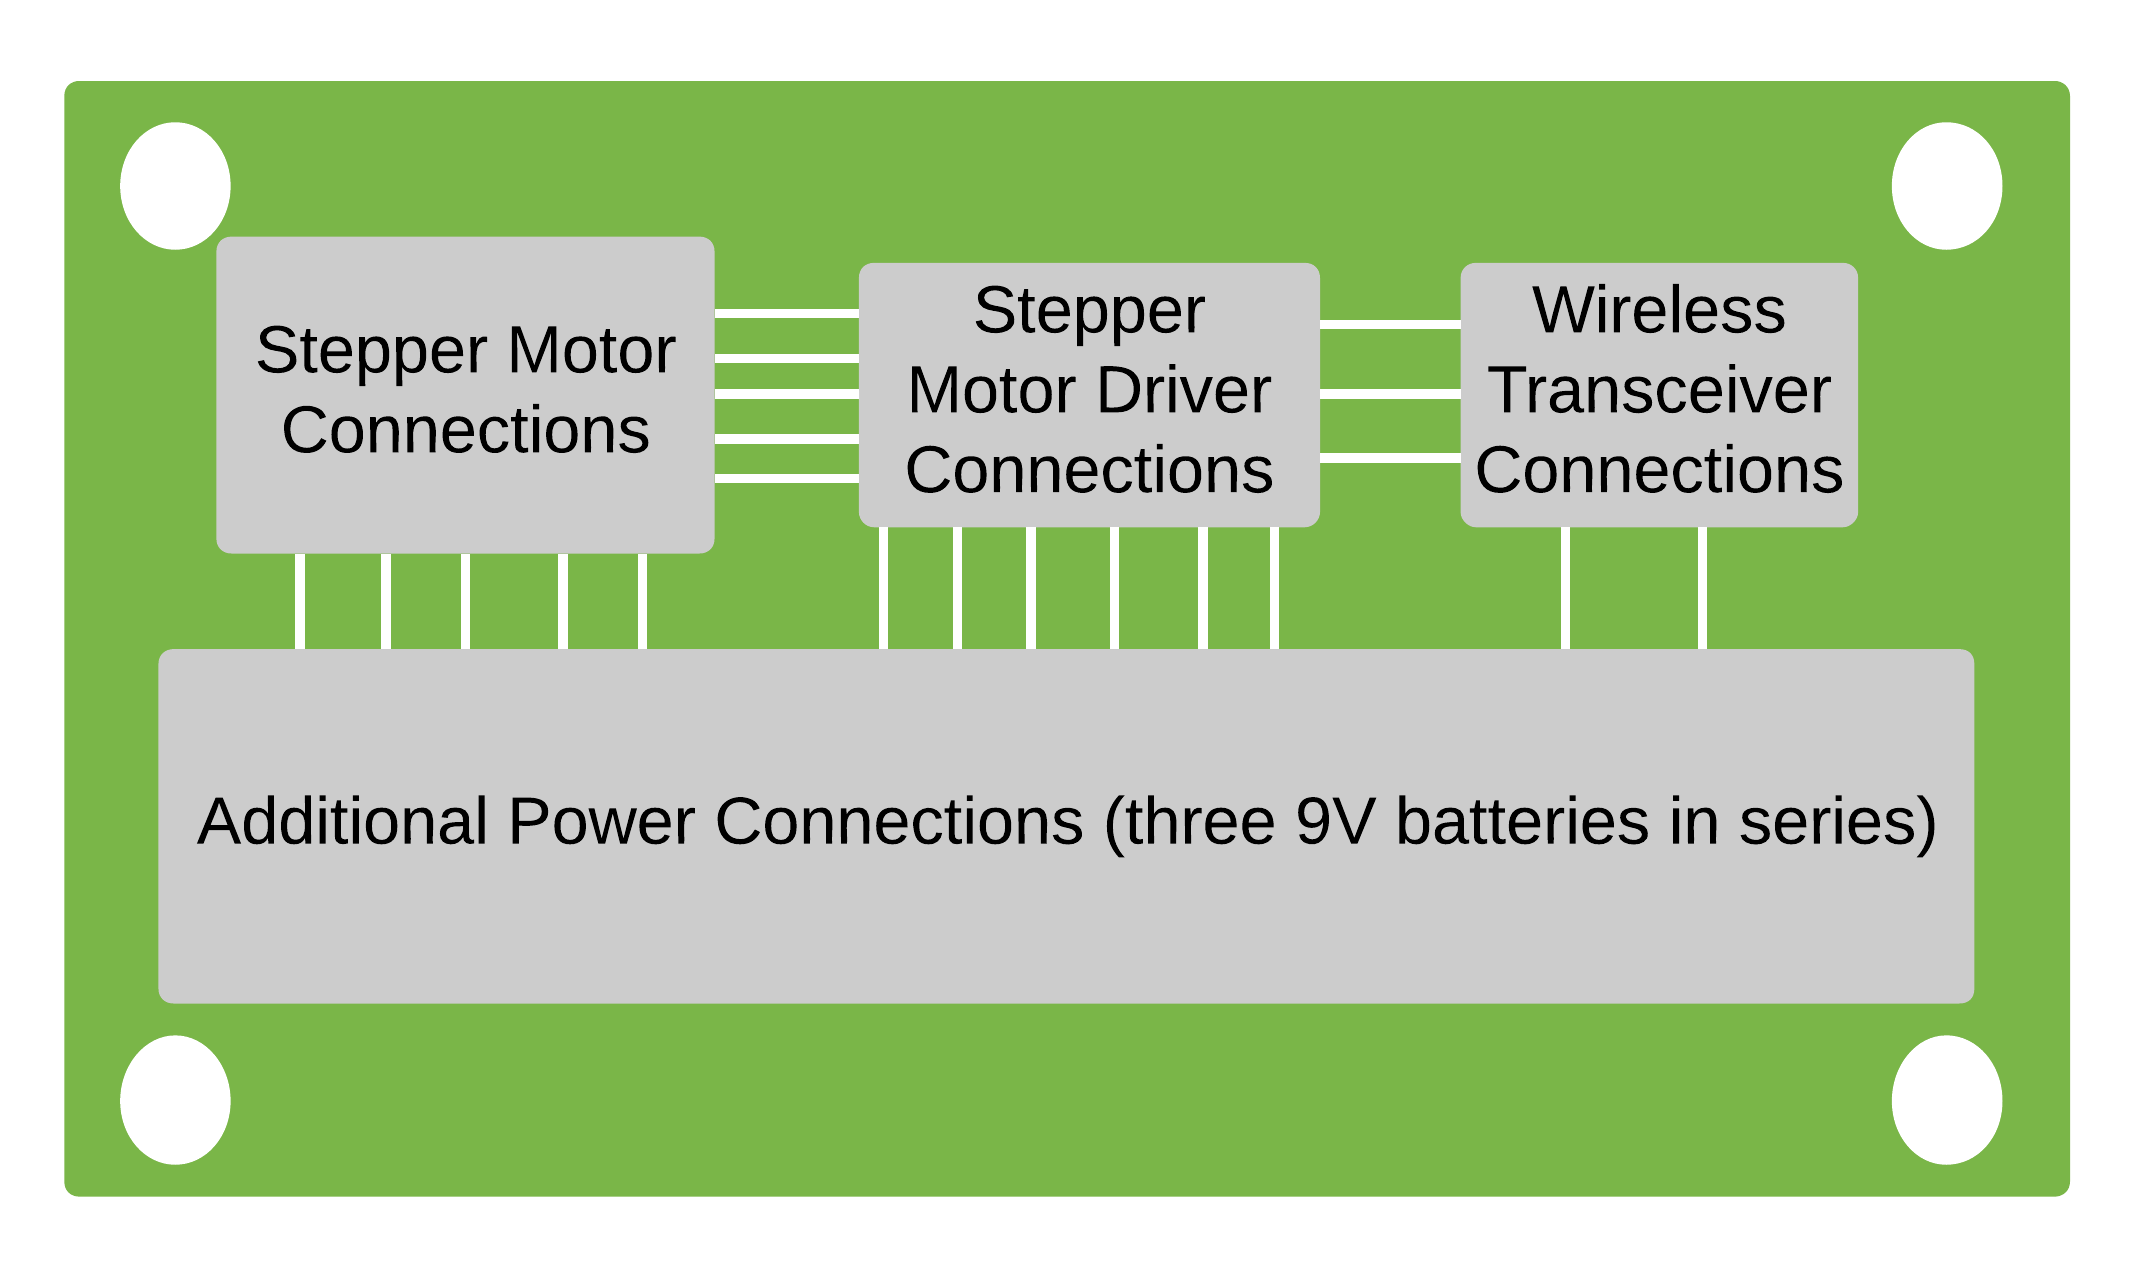 Stepper Motor
Connections
Stepper
Motor Driver
Connections
Wireless
Transceiver
Connections
Additional Power Connections (three 9V batteries in series)